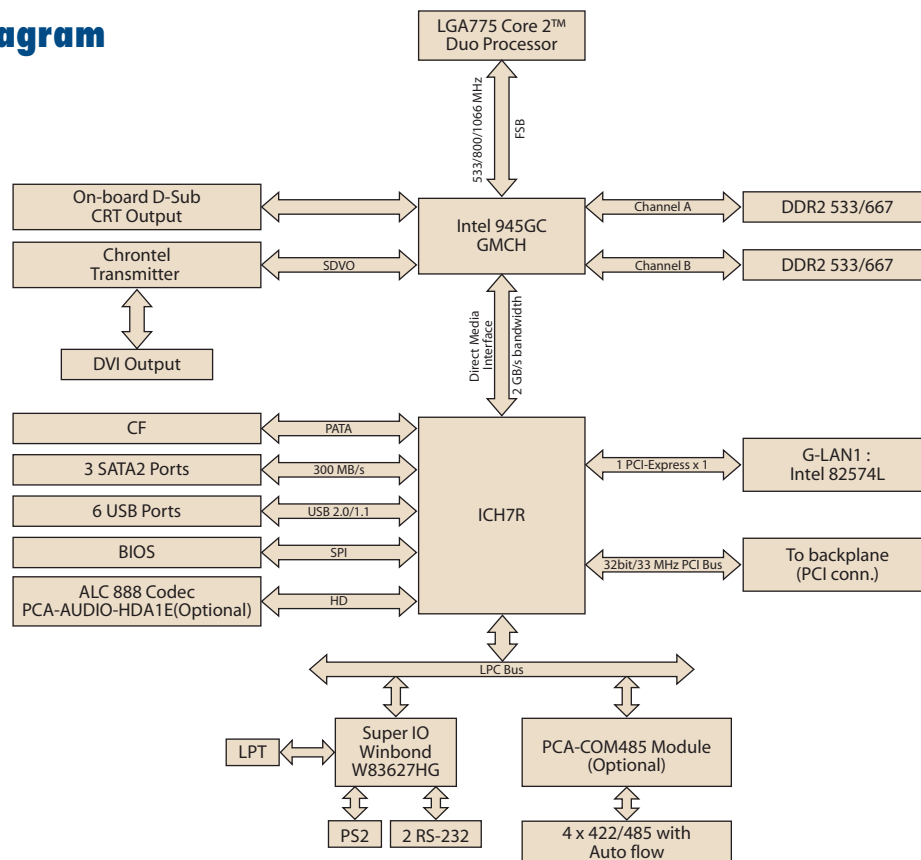 agram
LGA775 Core 2™
Duo Processor
533/800/1066 MHz
FSB
On-board D-Sub
CRT Output
Intel 945GC
GMCH
Channel A
DDR2 533/667
Chrontel
Transmitter
SDVO
Channel B
DDR2 533/667
DVI Output
Direct Media
Interface
2 GB/s bandwidth
CF
PATA
3 SATA2 Ports
300 MB/s
6 USB Ports
USB 2.0/1.1
BIOS
SPI
ALC 888 Codec
PCA-AUDIO-HDA1E(Optional)
HD
ICH7R
1 PCI-Express x 1
G-LAN1 :
Intel 82574L
32bit/33 MHz PCI Bus
To backplane
(PCI conn.)
LPC Bus
LPT
Super IO
Winbond
W83627HG
PCA-COM485 Module
(Optional)
PS2
2 RS-232
4 x 422/485 with
Auto flow